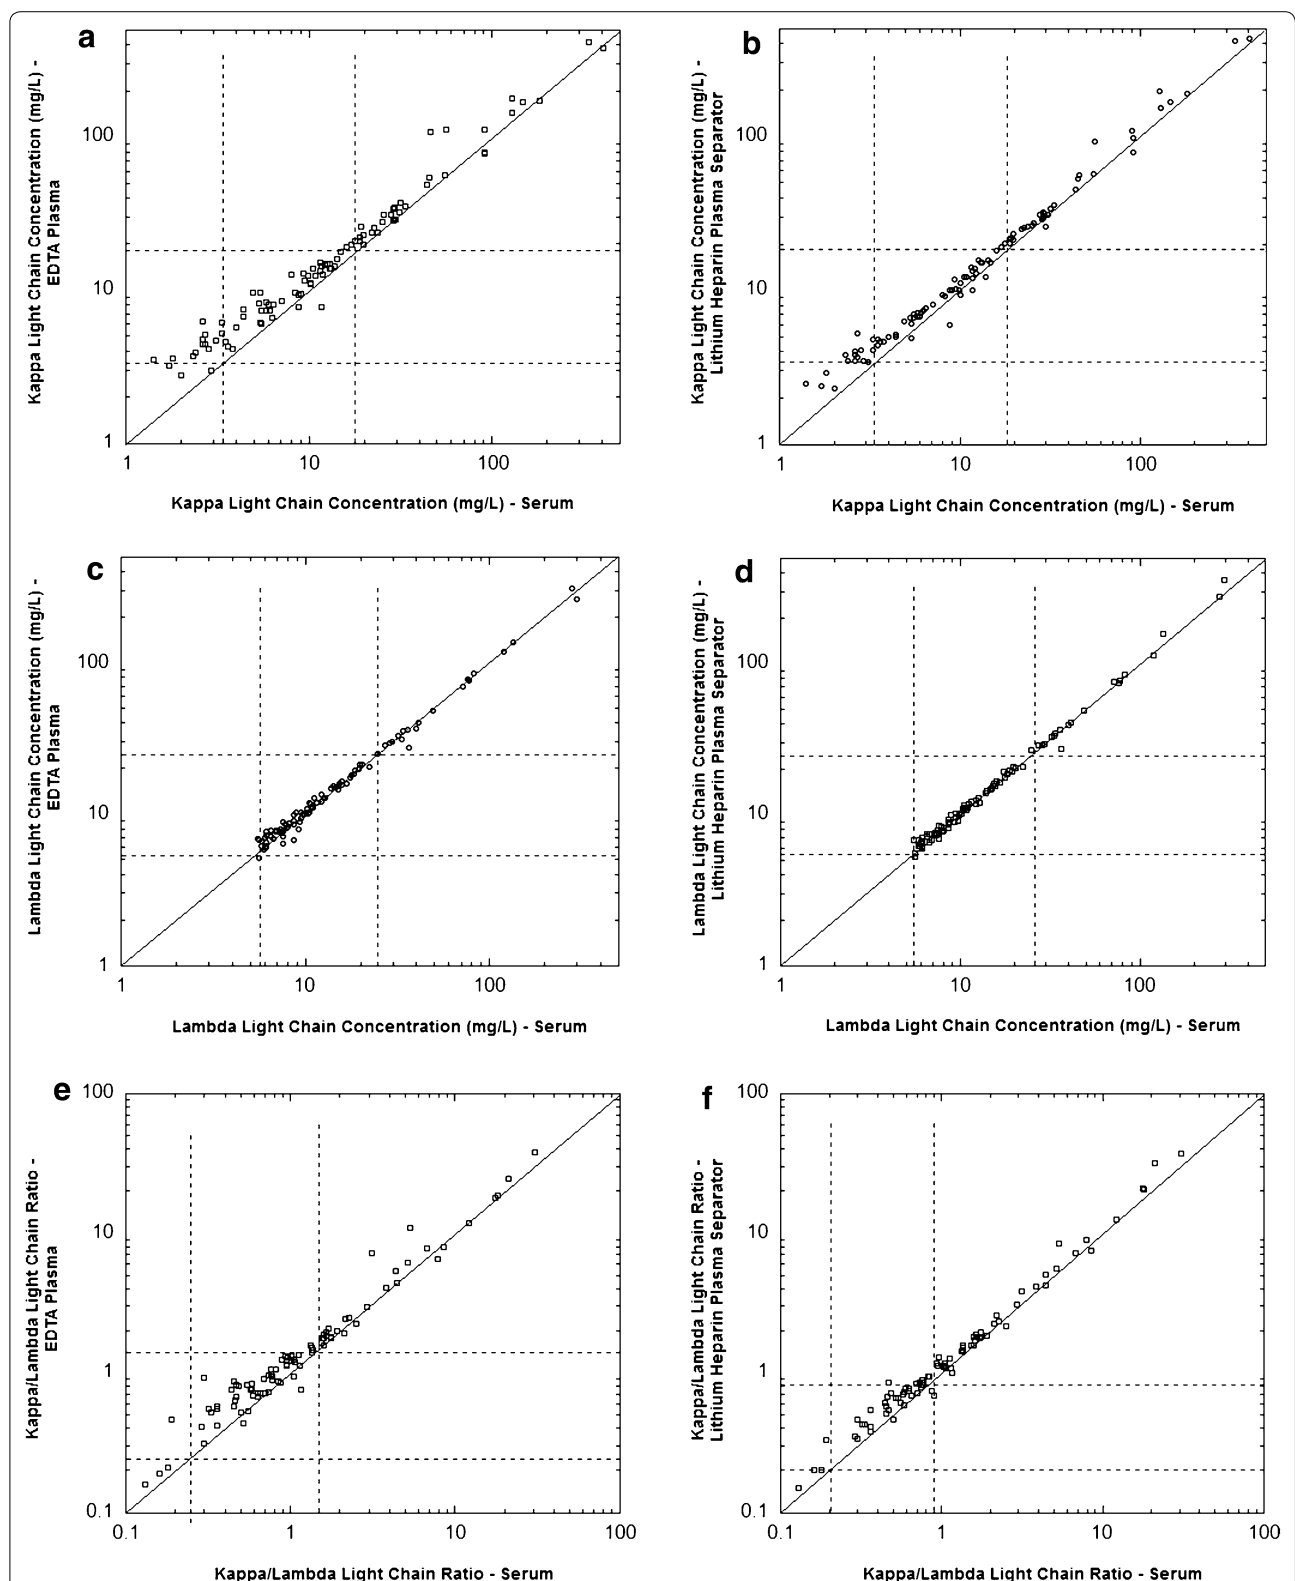 a
Kappa Light Chain Concentration (mg/L) -
EDTA Plasma
100
10
1
1 10 100
Kappa Light Chain Concentration (mg/L) - Serum
b
Kappa Light Chain Concentration (mg/L) -
Lithium Heparin Plasma Separator
100
10
1
1 10 100
Kappa Light Chain Concentration (mg/L) - Serum
c
Lambda Light Chain Concentration (mg/L) -
EDTA Plasma
100
10
1
1 10 100
Lambda Light Chain Concentration (mg/L) - Serum
d
Lambda Light Chain Concentration (mg/L) -
Lithium Heparin Plasma Separator
100
10
1
1 10 100
Lambda Light Chain Concentration (mg/L) - Serum
e
Kappa/Lambda Light Chain Ratio -
EDTA Plasma
100
10
1
0.1
0.1 1 10 100
Kappa/Lambda Light Chain Ratio - Serum
f
Kappa/Lambda Light Chain Ratio -
Lithium Heparin Plasma Separator
100
10
1
0.1
0.1 1 10 100
Kappa/Lambda Light Chain Ratio - Serum